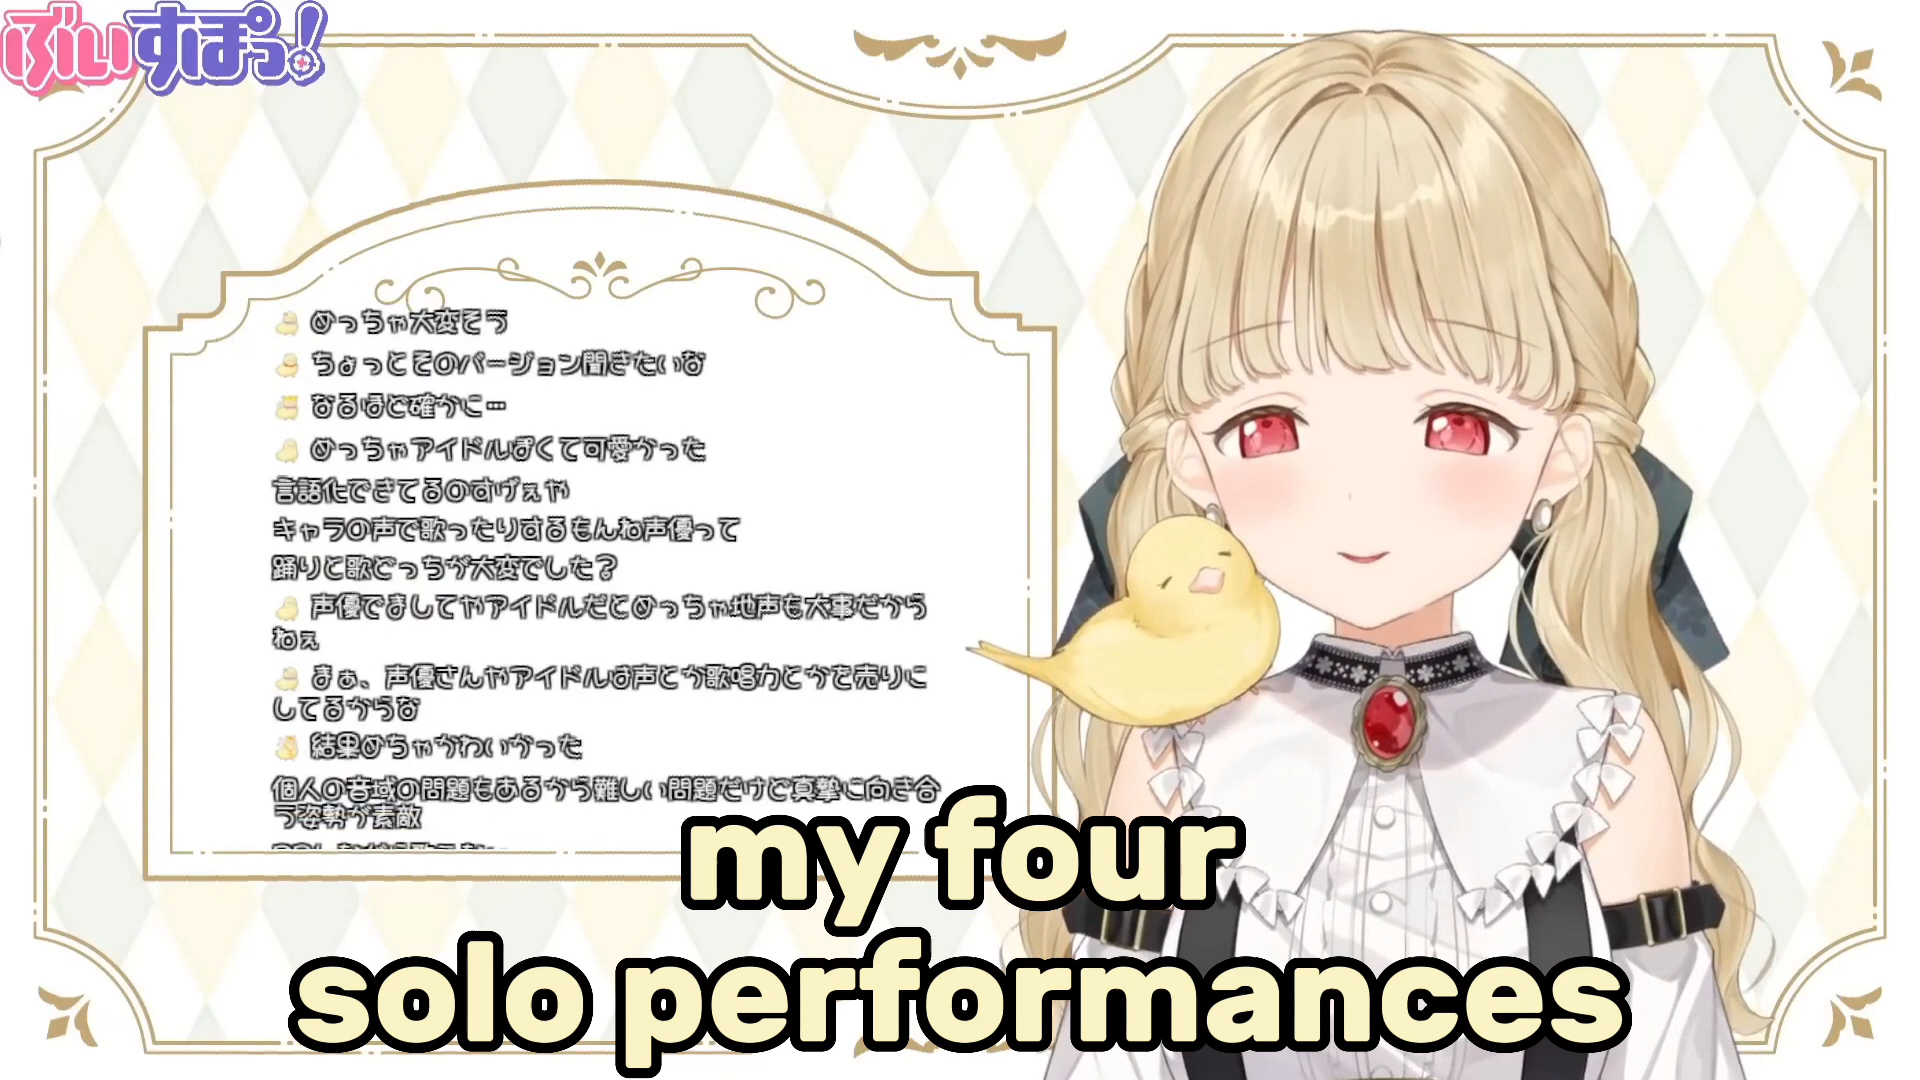 ぶいすぽっ!
めっちゃ大変そう
ちょっとそのバージョン聞きたいな
なるほど確かに…
めっちゃアイドルぽくて可愛かった
言語化できてるのすげぇや
キャラの声で歌ったりするもんね声優って
踊りと歌どっちが大変でした?
声優でましてやアイドルだとめっちゃ地声も大事だから
ねぇ
まぁ、声優さんやアイドルは声とか歌唱力とかを売りに
してるからな
結果めちゃかわいかった
個人の音域の問題もあるから難しい問題だけど真摯に向き合
う姿勢が素敵
my four
solo performances